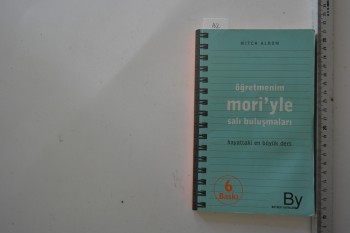 MITCH ALBOM
öğretmenim
mori'yle
salı buluşmaları
hayattaki en büyük ders
6
Baskı
By